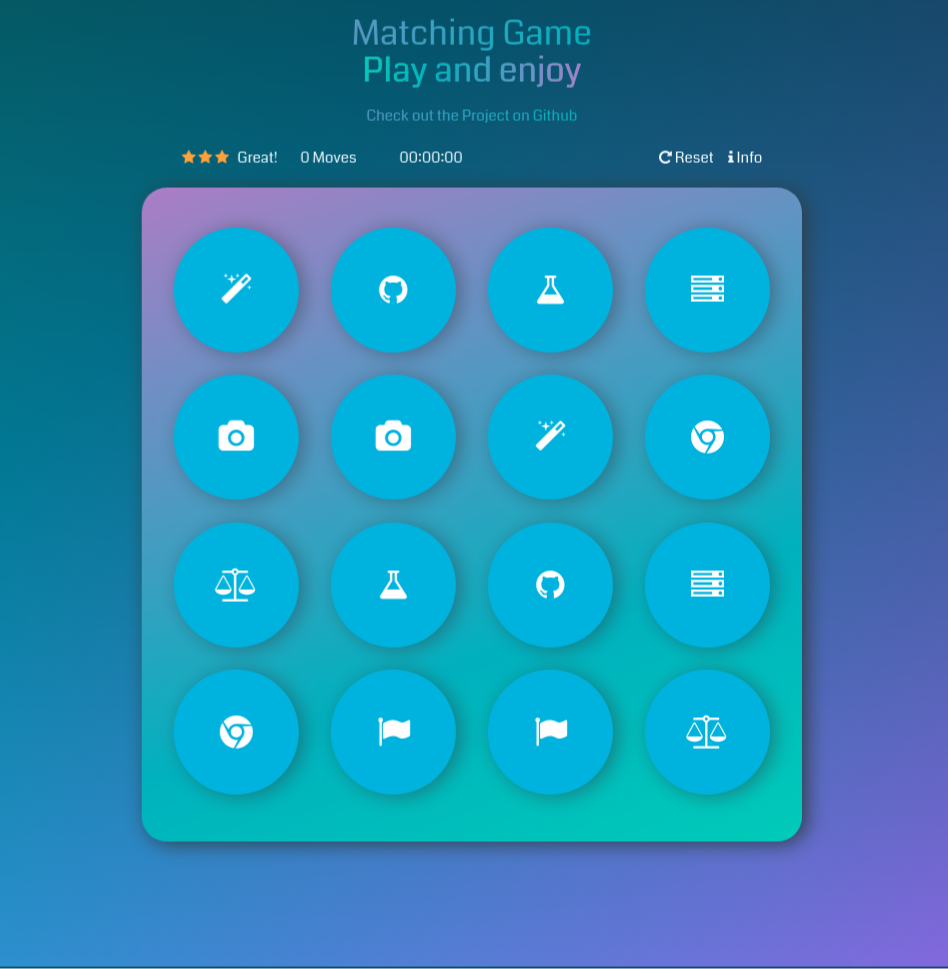 Matching Game
Play and enjoy
Check out the Project on Github
Great! 0 Moves 00:00:00 Reset Info